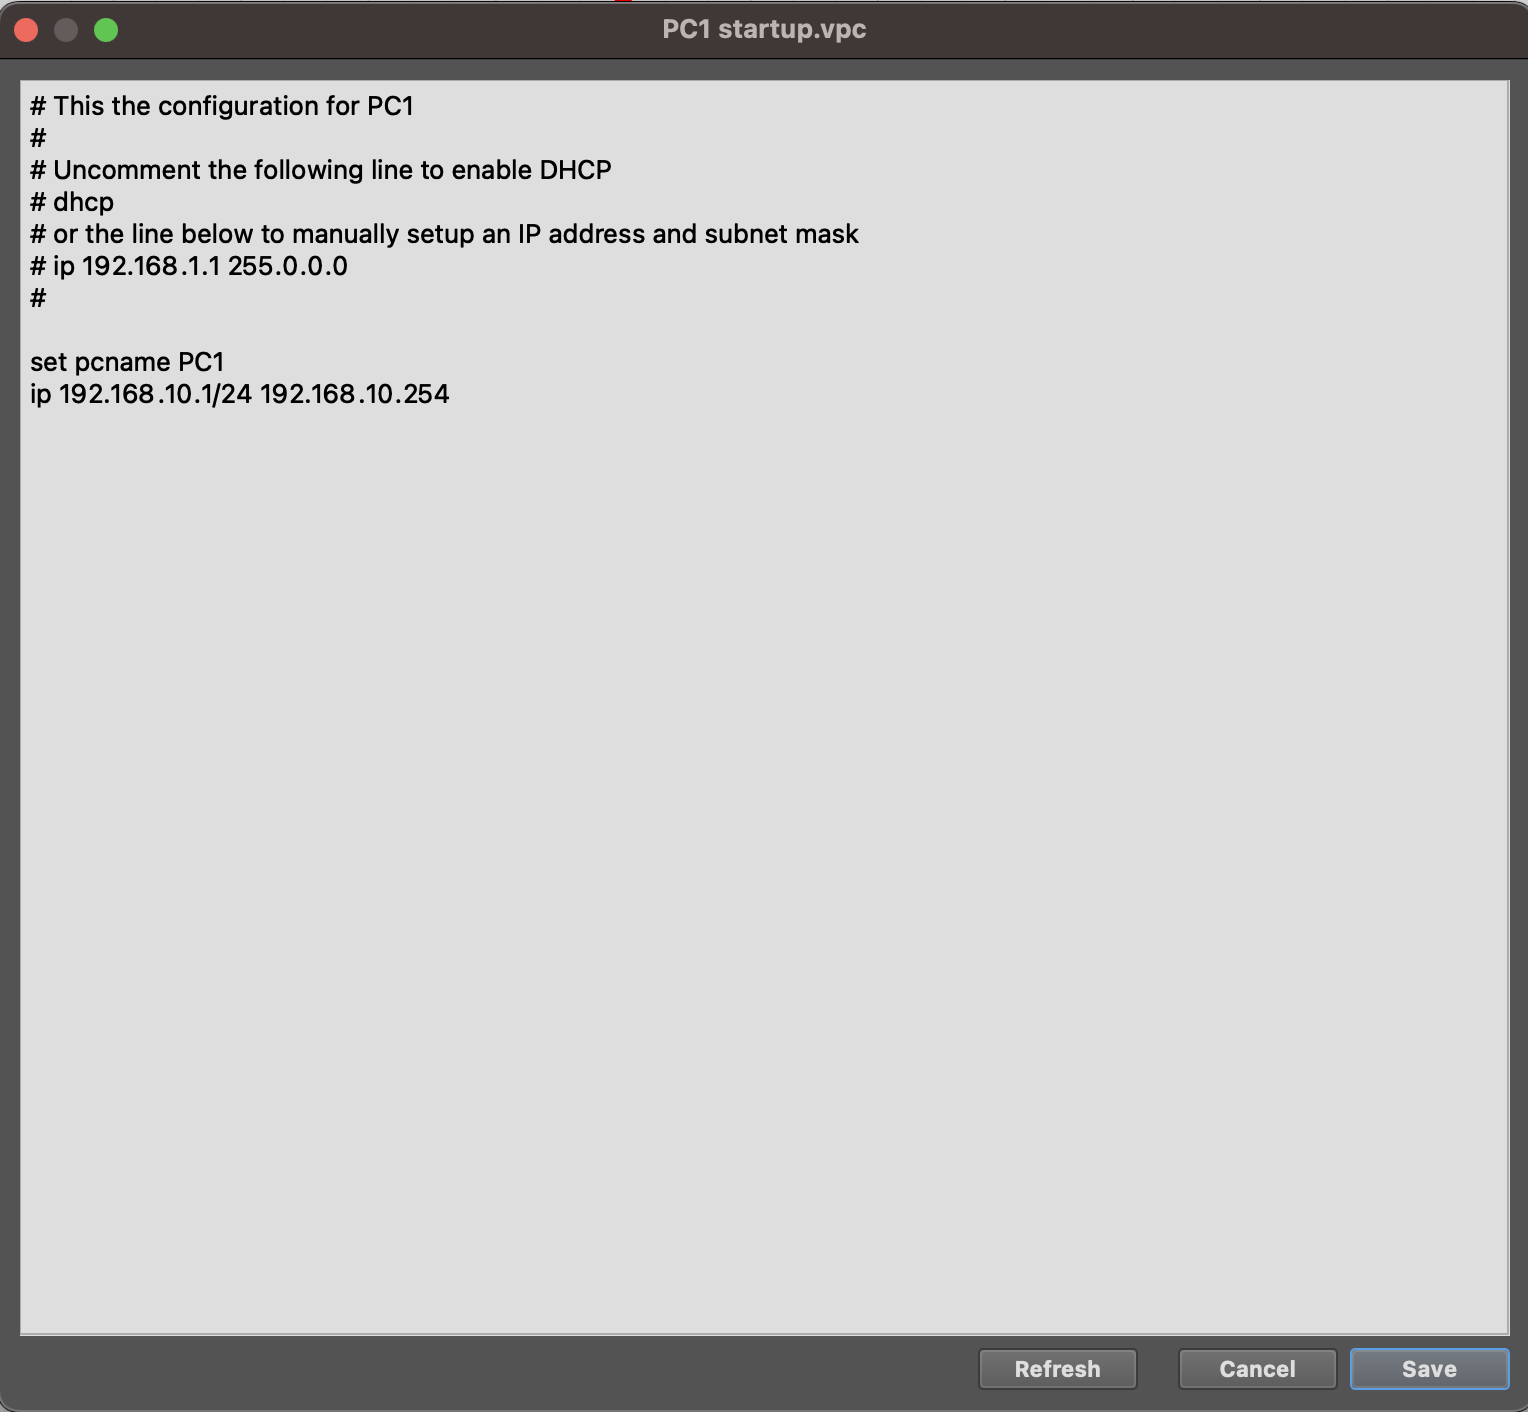 PC1 startup.vpc
# This the configuration for PC1
#
# Uncomment the following line to enable DHCP
# dhcp
# or the line below to manually setup an IP address and subnet mask
# ip 192.168.1.1 255.0.0.0
#
set pcname PC1
ip 192.168.10.1/24 192.168.10.254
Refresh
Cancel
Save